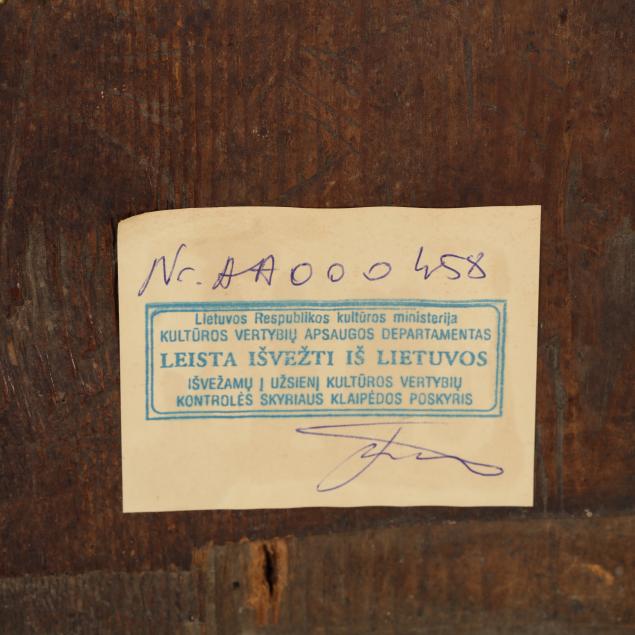 Nr. AA000458
Lietuvos Respublikos kultūros ministerija
KULTŪROS VERTYBIŲ APSAUGOS DEPARTAMENTAS
LEISTA IŠVEŽTI IŠ LIETUVOS
IŠVEŽAMŲ Į UŽSIENĮ KULTŪROS VERTYBIŲ
KONTROLĖS SKYRIAUS KLAIPĖDOS POSKYRIS